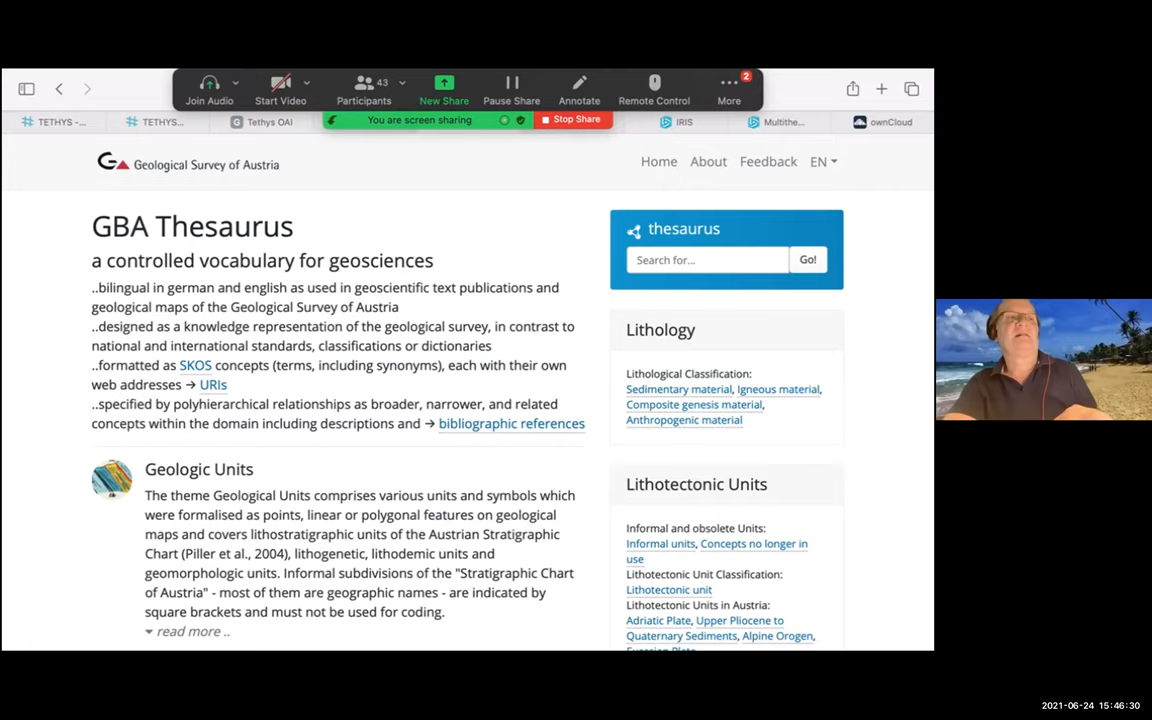 43
2
Join Audio
Start Video
Participants
New Share
Pause Share
Annotate
Remote Control
More
TETHYS -...
TETHYS...
G Tethys OAI
You are screen sharing
Stop Share
IRIS
Multithe...
ownCloud
GA Geological Survey of Austria
Home About Feedback EN
GBA Thesaurus
a controlled vocabulary for geosciences
..bilingual in german and english as used in geoscientific text publications and
geological maps of the Geological Survey of Austria
..designed as a knowledge representation of the geological survey, in contrast to
national and international standards, classifications or dictionaries
..formatted as SKOS concepts (terms, including synonyms), each with their own
web addresses → URIs
..specified by polyhierarchical relationships as broader, narrower, and related
concepts within the domain including descriptions and → bibliographic references
Geologic Units
The theme Geological Units comprises various units and symbols which
were formalised as points, linear or polygonal features on geological
maps and covers lithostratigraphic units of the Austrian Stratigraphic
Chart (Piller et al., 2004), lithogenetic, lithodemic units and
geomorphologic units. Informal subdivisions of the "Stratigraphic Chart
of Austria" - most of them are geographic names - are indicated by
square brackets and must not be used for coding.
read more ..
thesaurus
Search for...
Go!
Lithology
Lithological Classification:
Sedimentary material, Igneous material,
Composite genesis material,
Anthropogenic material
Lithotectonic Units
Informal and obsolete Units:
Informal units, Concepts no longer in
use
Lithotectonic Unit Classification:
Lithotectonic unit
Lithotectonic Units in Austria:
Adriatic Plate, Upper Pliocene to
Quaternary Sediments, Alpine Orogen,
2021-06-24 15:46:30